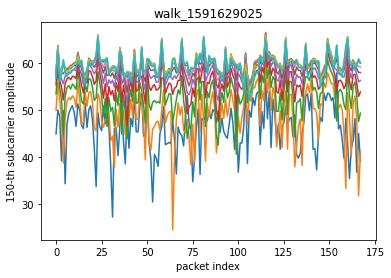 walk_1591629025
150-th subcarrier amplitude
60
50
40
30
0 25 50 75 100 125 150 175
packet index